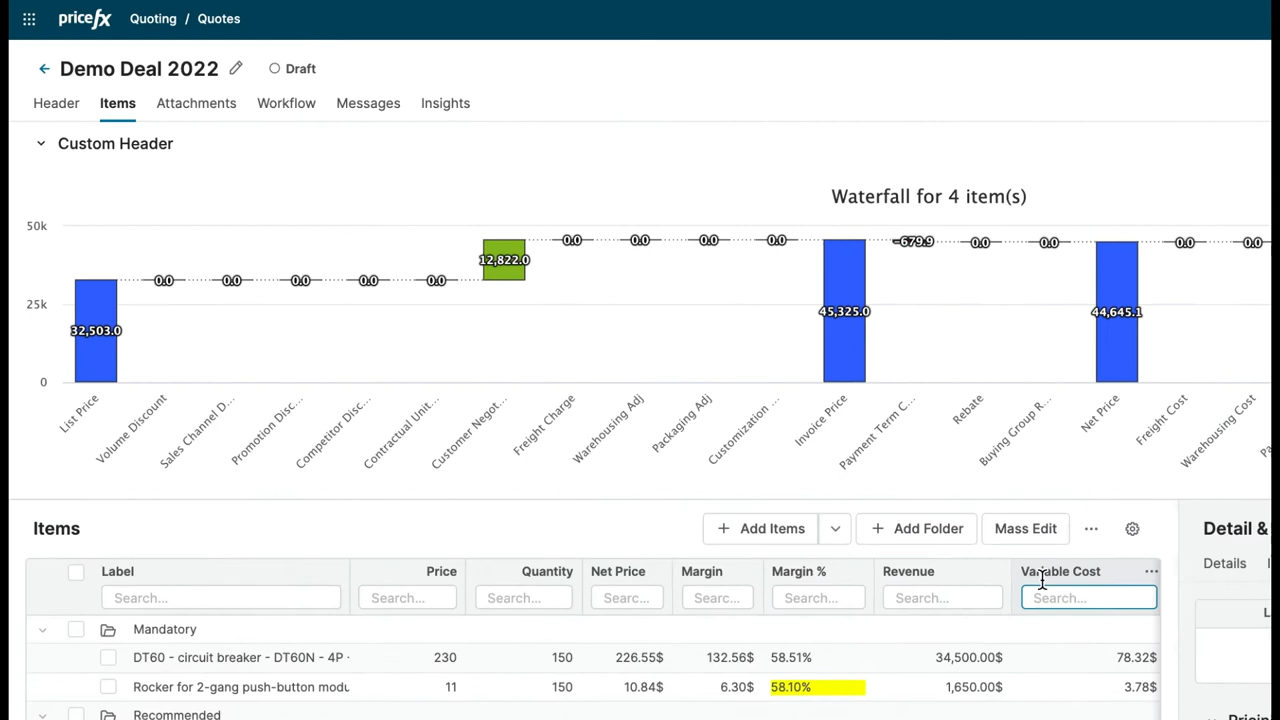 pricefx Quoting / Quotes
Demo Deal 2022 Draft
Header Items Attachments Workflow Messages Insights
Custom Header
Waterfall for 4 item(s)
50k
25k
0
32,503.0 0.0 0.0 0.0 0.0 0.0 12,822.0 0.0 0.0 0.0 0.0 45,325.0 −679.9 0.0 0.0 44,645.1 0.0 0.0
List Price
Volume Discount
Sales Channel D...
Promotion Disc...
Competitor Disc...
Contractual Unit...
Customer Negot...
Freight Charge
Warehousing Adj
Packaging Adj
Customization ...
Invoice Price
Payment Term C...
Rebate
Buying Group R...
Net Price
Freight Cost
Warehousing Cost
Pa
Items + Add Items + Add Folder Mass Edit ... Detail &
Label Price Quantity Net Price Margin Margin % Revenue Variable Cost ... Details
Search... Search... Search... Searc... Search... Search... Search... Search...
Mandatory
DT60 - circuit breaker - DT60N - 4P - 230 150 226.55$ 132.56$ 58.51% 34,500.00$ 78.32$
Rocker for 2-gang push-button modu 11 150 10.84$ 6.30$ 58.10% 1,650.00$ 3.78$
Recommended